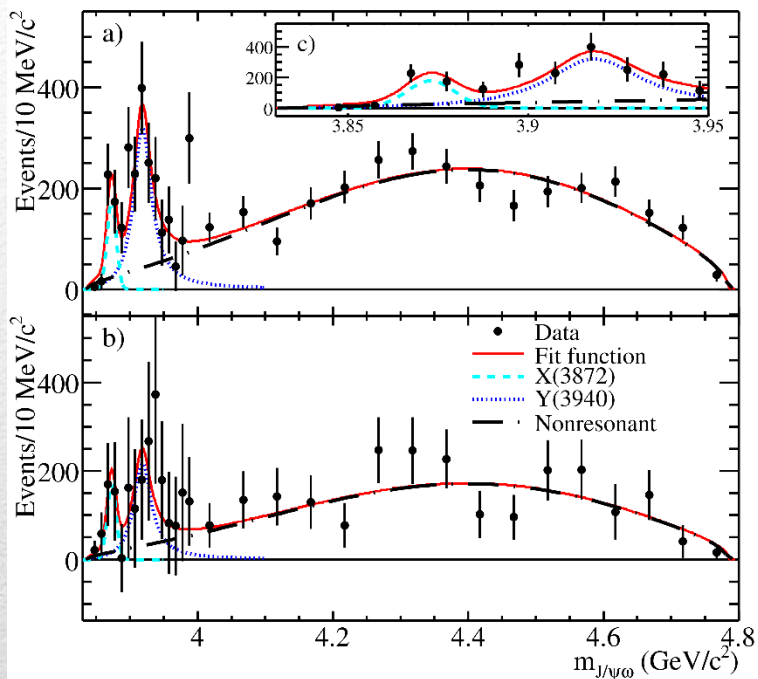 a)
c)
Events/10 MeV/c²
400
200
0
3.85
3.9
3.95
400
200
0
b)
Events/10 MeV/c²
400
200
0
Data
Fit function
X(3872)
Y(3940)
Nonresonant
4
4.2
4.4
4.6
4.8
m_J/ψω (GeV/c²)